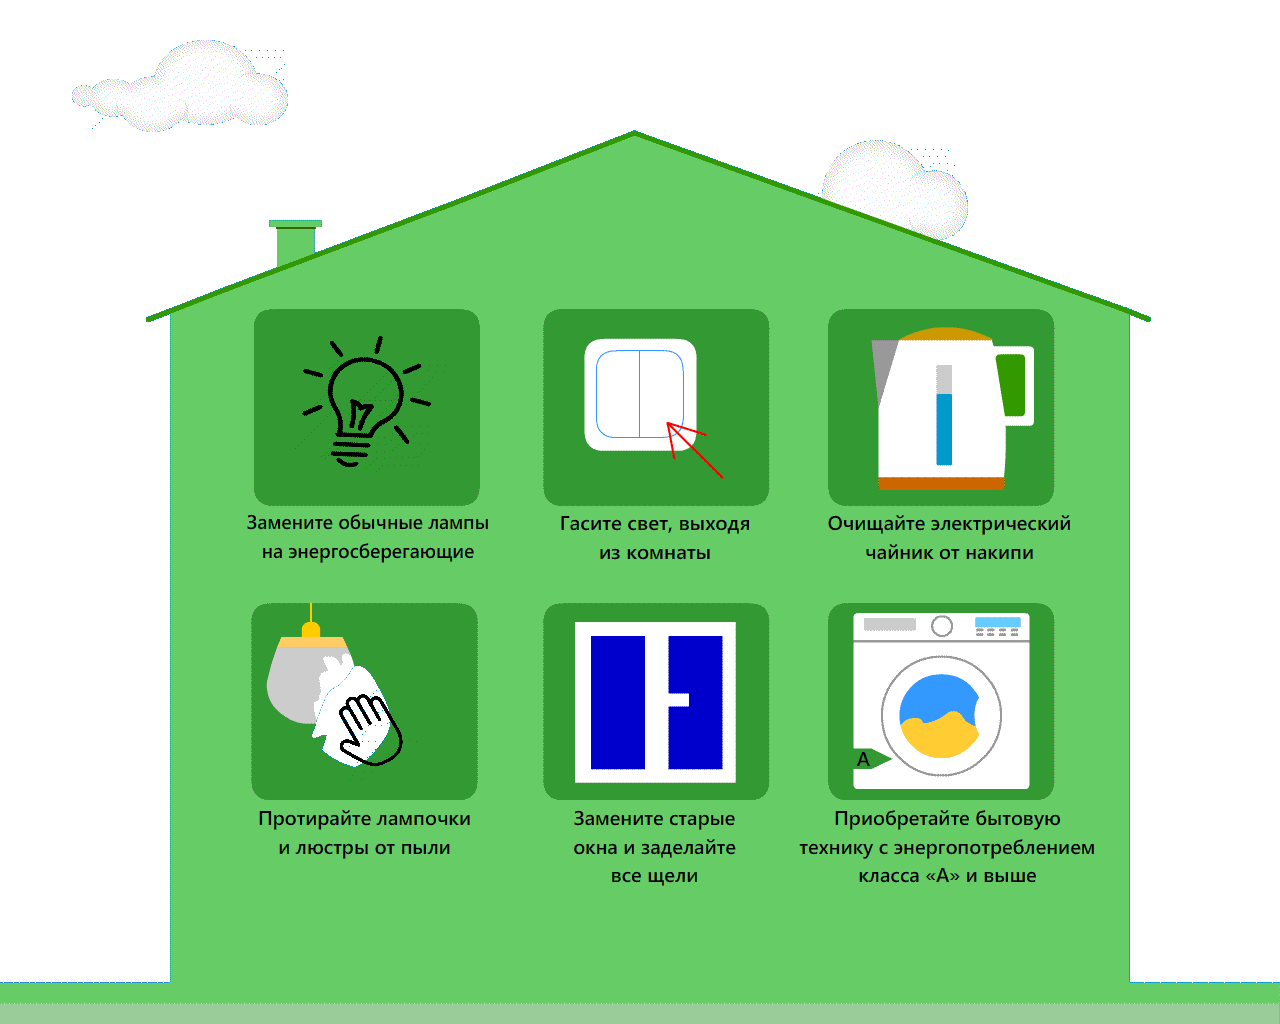 Замените обычные лампы
на энергосберегающие
Гасите свет, выходя
из комнаты
Очищайте электрический
чайник от накипи
Протирайте лампочки
и люстры от пыли
Замените старые
окна и заделайте
все щели
А
Приобретайте бытовую
технику с энергопотреблением
класса «А» и выше